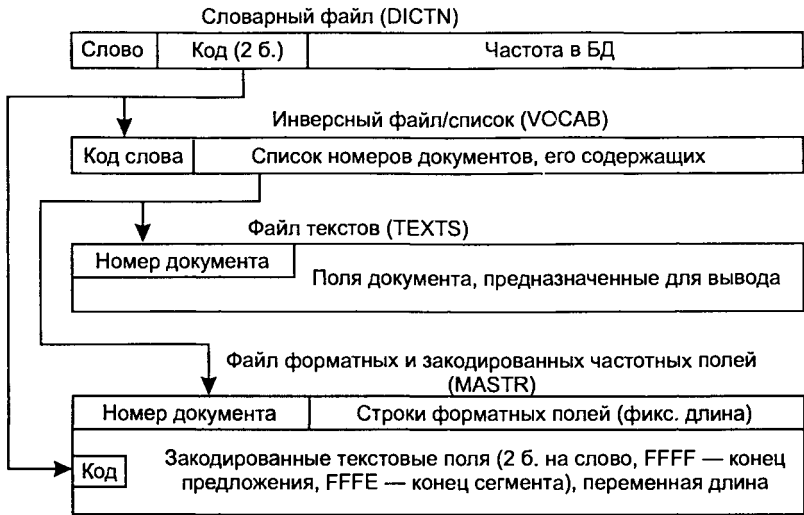 Словарный файл (DICTN)
Слово Код (2 б.) Частота в БД
Инверсный файл/список (VOCAB)
Код слова Список номеров документов, его содержащих
Файл текстов (TEXTS)
Номер документа
Поля документа, предназначенные для вывода
Файл форматных и закодированных частотных полей
(MASTR)
Номер документа Строки форматных полей (фикс. длина)
Код
Закодированные текстовые поля (2 б. на слово, FFFF — конец
предложения, FFFE — конец сегмента), переменная длина